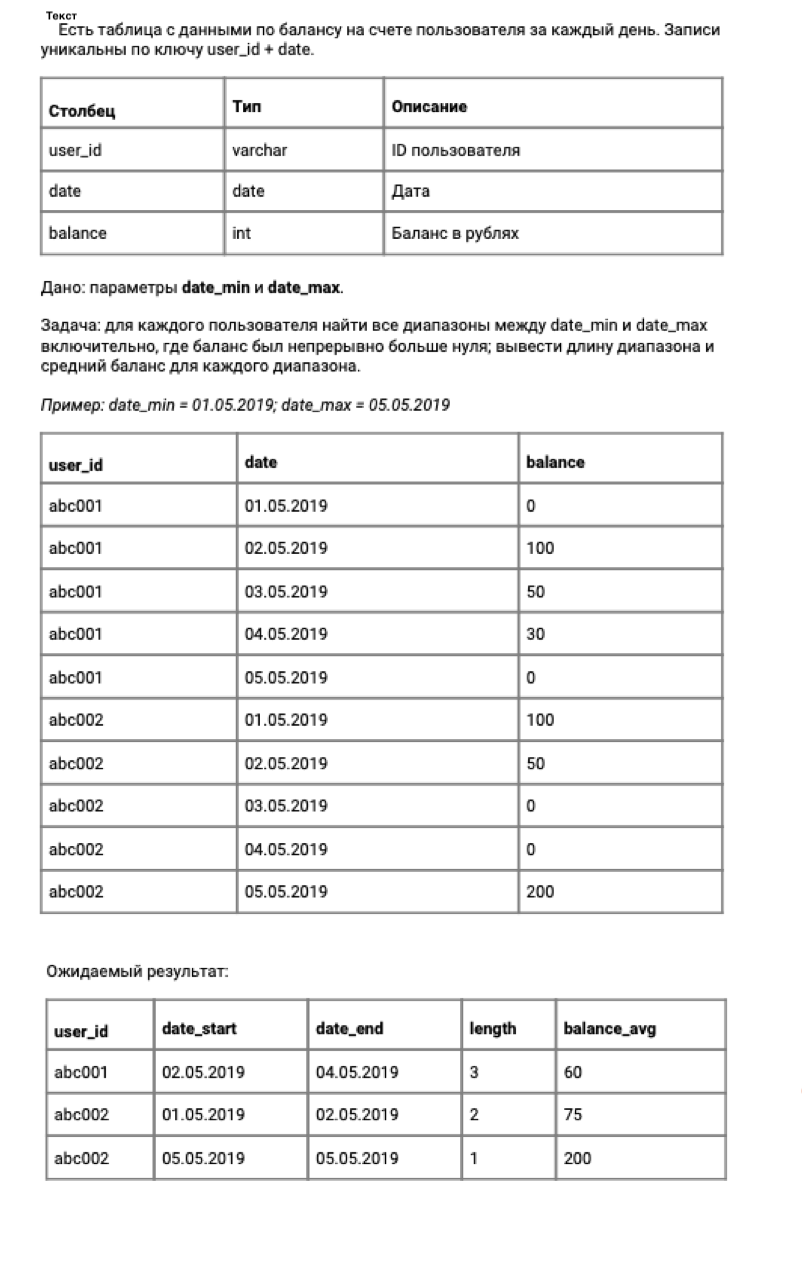 Текст
Есть таблица с данными по балансу на счете пользователя за каждый день. Записи
уникальны по ключу user_id + date.
Столбец Тип Описание
user_id varchar ID пользователя
date date Дата
balance int Баланс в рублях
Дано: параметры date_min и date_max.
Задача: для каждого пользователя найти все диапазоны между date_min и date_max
включительно, где баланс был непрерывно больше нуля; вывести длину диапазона и
средний баланс для каждого диапазона.
Пример: date_min = 01.05.2019; date_max = 05.05.2019
user_id date balance
abc001 01.05.2019 0
abc001 02.05.2019 100
abc001 03.05.2019 50
abc001 04.05.2019 30
abc001 05.05.2019 0
abc002 01.05.2019 100
abc002 02.05.2019 50
abc002 03.05.2019 0
abc002 04.05.2019 0
abc002 05.05.2019 200
Ожидаемый результат:
user_id date_start date_end length balance_avg
abc001 02.05.2019 04.05.2019 3 60
abc002 01.05.2019 02.05.2019 2 75
abc002 05.05.2019 05.05.2019 1 200